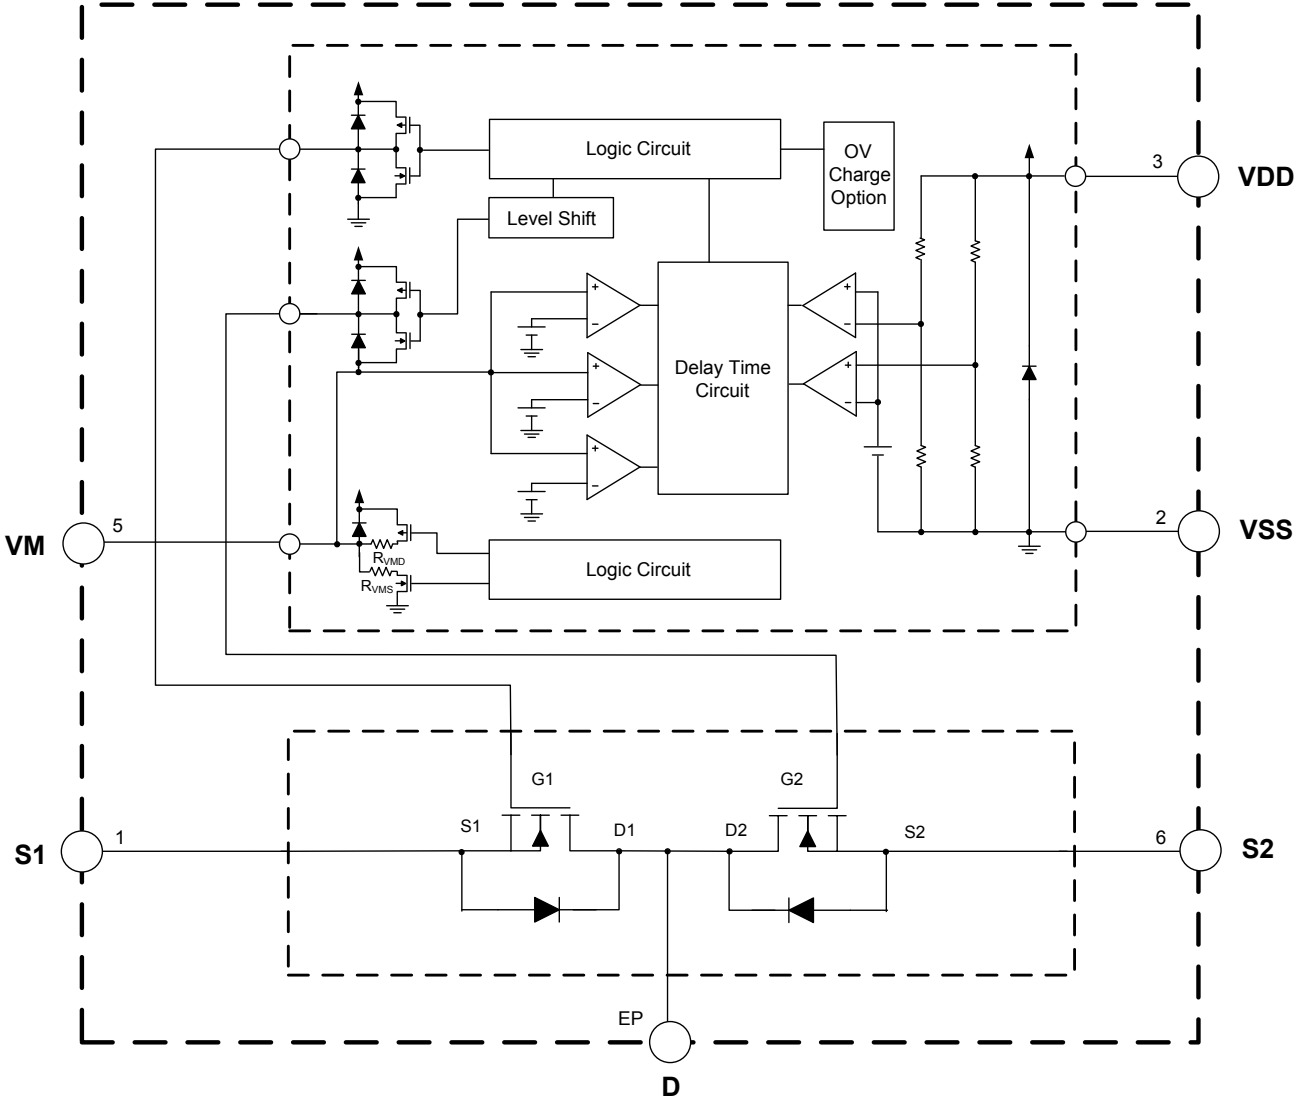 Logic Circuit
OV
Charge
Option
3
VDD
Level Shift
+
−
+
−
Delay Time
Circuit
+
−
+
−
+
−
5
VM
2
VSS
RVMD
RVMS
Logic Circuit
G1
G2
S1
D1
D2
S2
1
S1
6
S2
EP
D